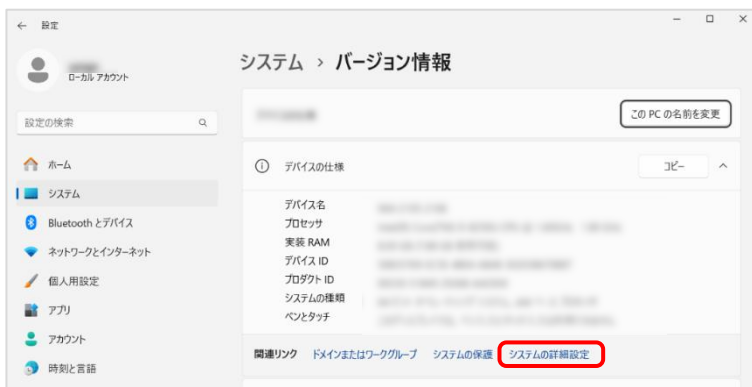 設定
ローカル アカウント
設定の検索
ホーム
システム
Bluetooth とデバイス
ネットワークとインターネット
個人用設定
アプリ
アカウント
時刻と言語
システム › バージョン情報
この PC の名前を変更
デバイスの仕様
コピー
デバイス名
プロセッサ
実装 RAM
デバイス ID
プロダクト ID
システムの種類
ペンとタッチ
関連リンク ドメインまたはワークグループ システムの保護 システムの詳細設定